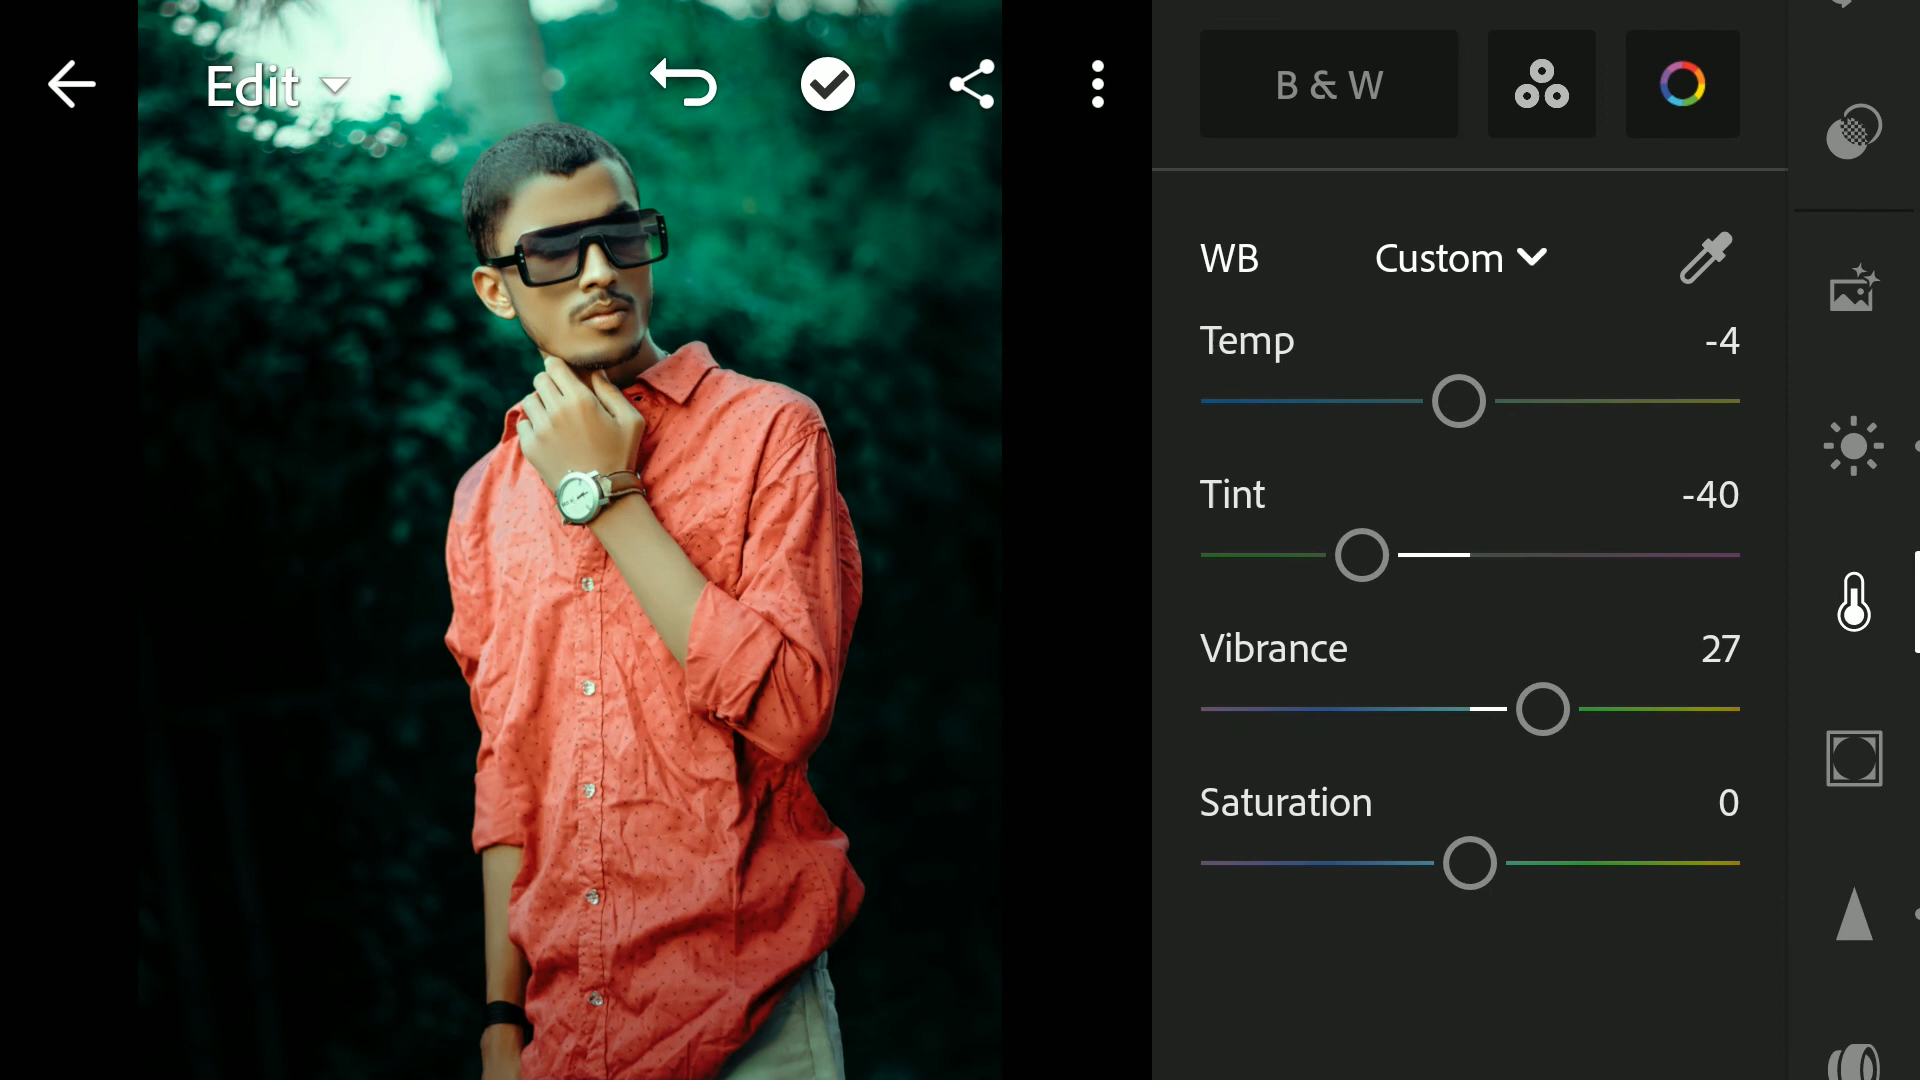 Edit
B & W
WB Custom
Temp -4
Tint -40
Vibrance 27
Saturation 0